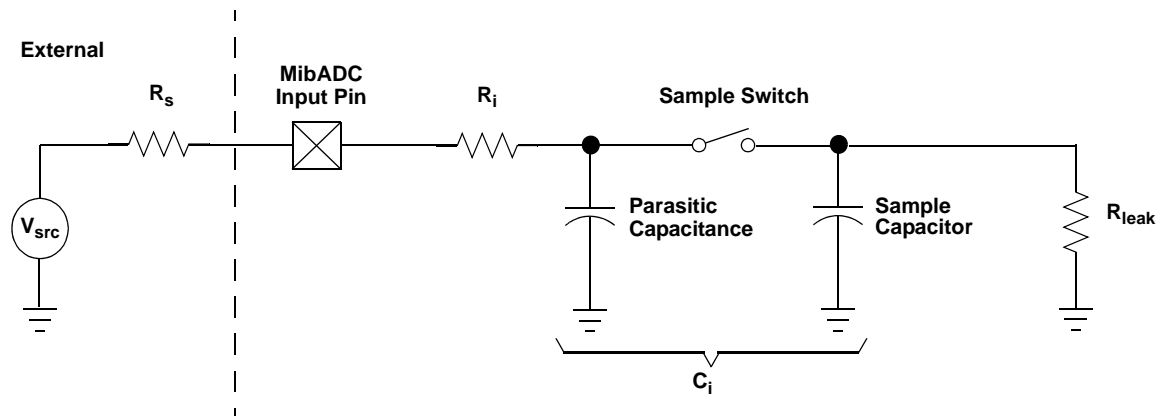 External
R_s
MibADC
Input Pin
R_i
Sample Switch
V_src
Parasitic
Capacitance
Sample
Capacitor
R_leak
C_i